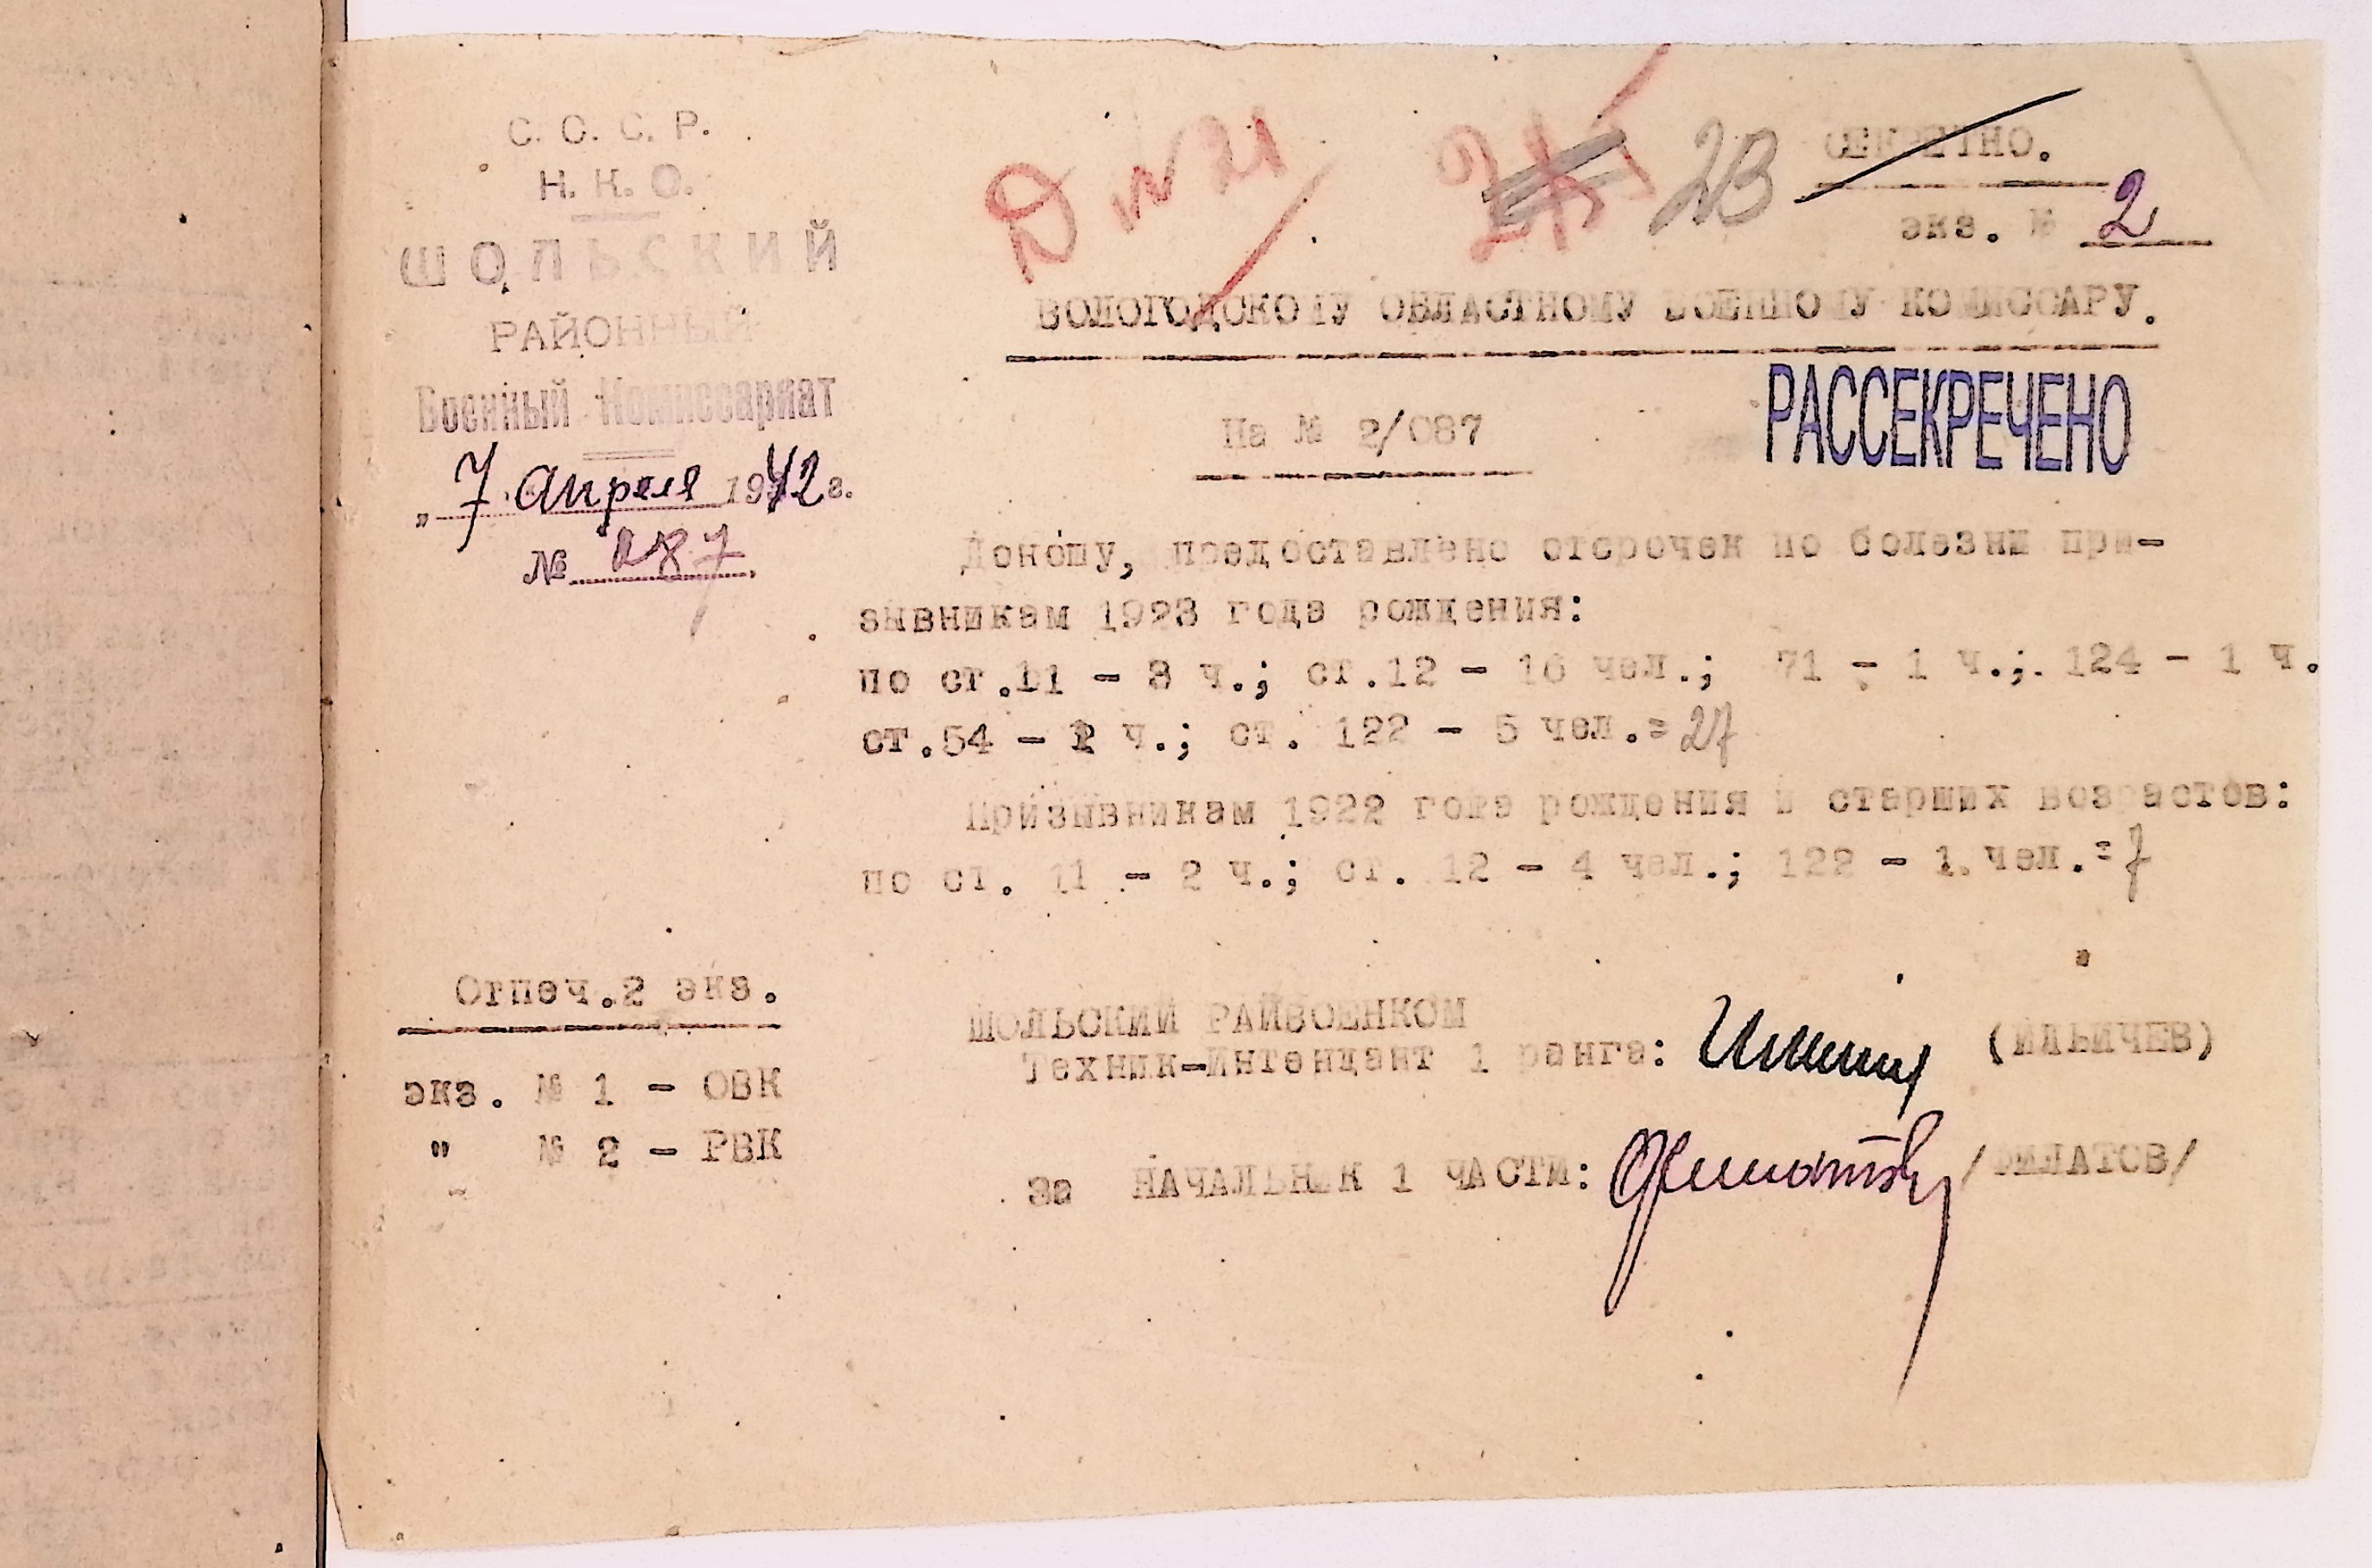 С. С. С. Р.
Н. К. О.
ШОЛЬСКИЙ
РАЙОННЫЙ
Военный Комиссариат
„ 7 " апреля 1942 г.
№ 287
Д № 21
23
СЕКРЕТНО.
экз. № 2
ВОЛОГОДСКОМУ ОБЛАСТНОМУ ВОЕННОМУ КОМИССАРУ.
РАССЕКРЕЧЕНО
На № 2/087
Доношу, предоставлено отсрочек по болезни при-
зывникам 1923 года рождения:
по ст.11 - 3 ч.; ст.12 - 16 чел.; 71 - 1 ч.; 124 - 1 ч.
ст.54 - 1 ч.; ст. 122 - 5 чел.=27
Призывникам 1922 года рождения и старших возрастов:
по ст. 11 - 2 ч.; ст. 12 - 4 чел.; 122 - 1 чел.=7
Отпеч.2 экз.
экз. № 1 - ОВК
" № 2 - РВК
ШОЛЬСКИЙ РАЙВОЕНКОМ
Техник-Интендант 1 ранга: (ИЛЬИЧЕВ)
за НАЧАЛЬНИК 1 ЧАСТИ: Филатов /ФИЛАТОВ/